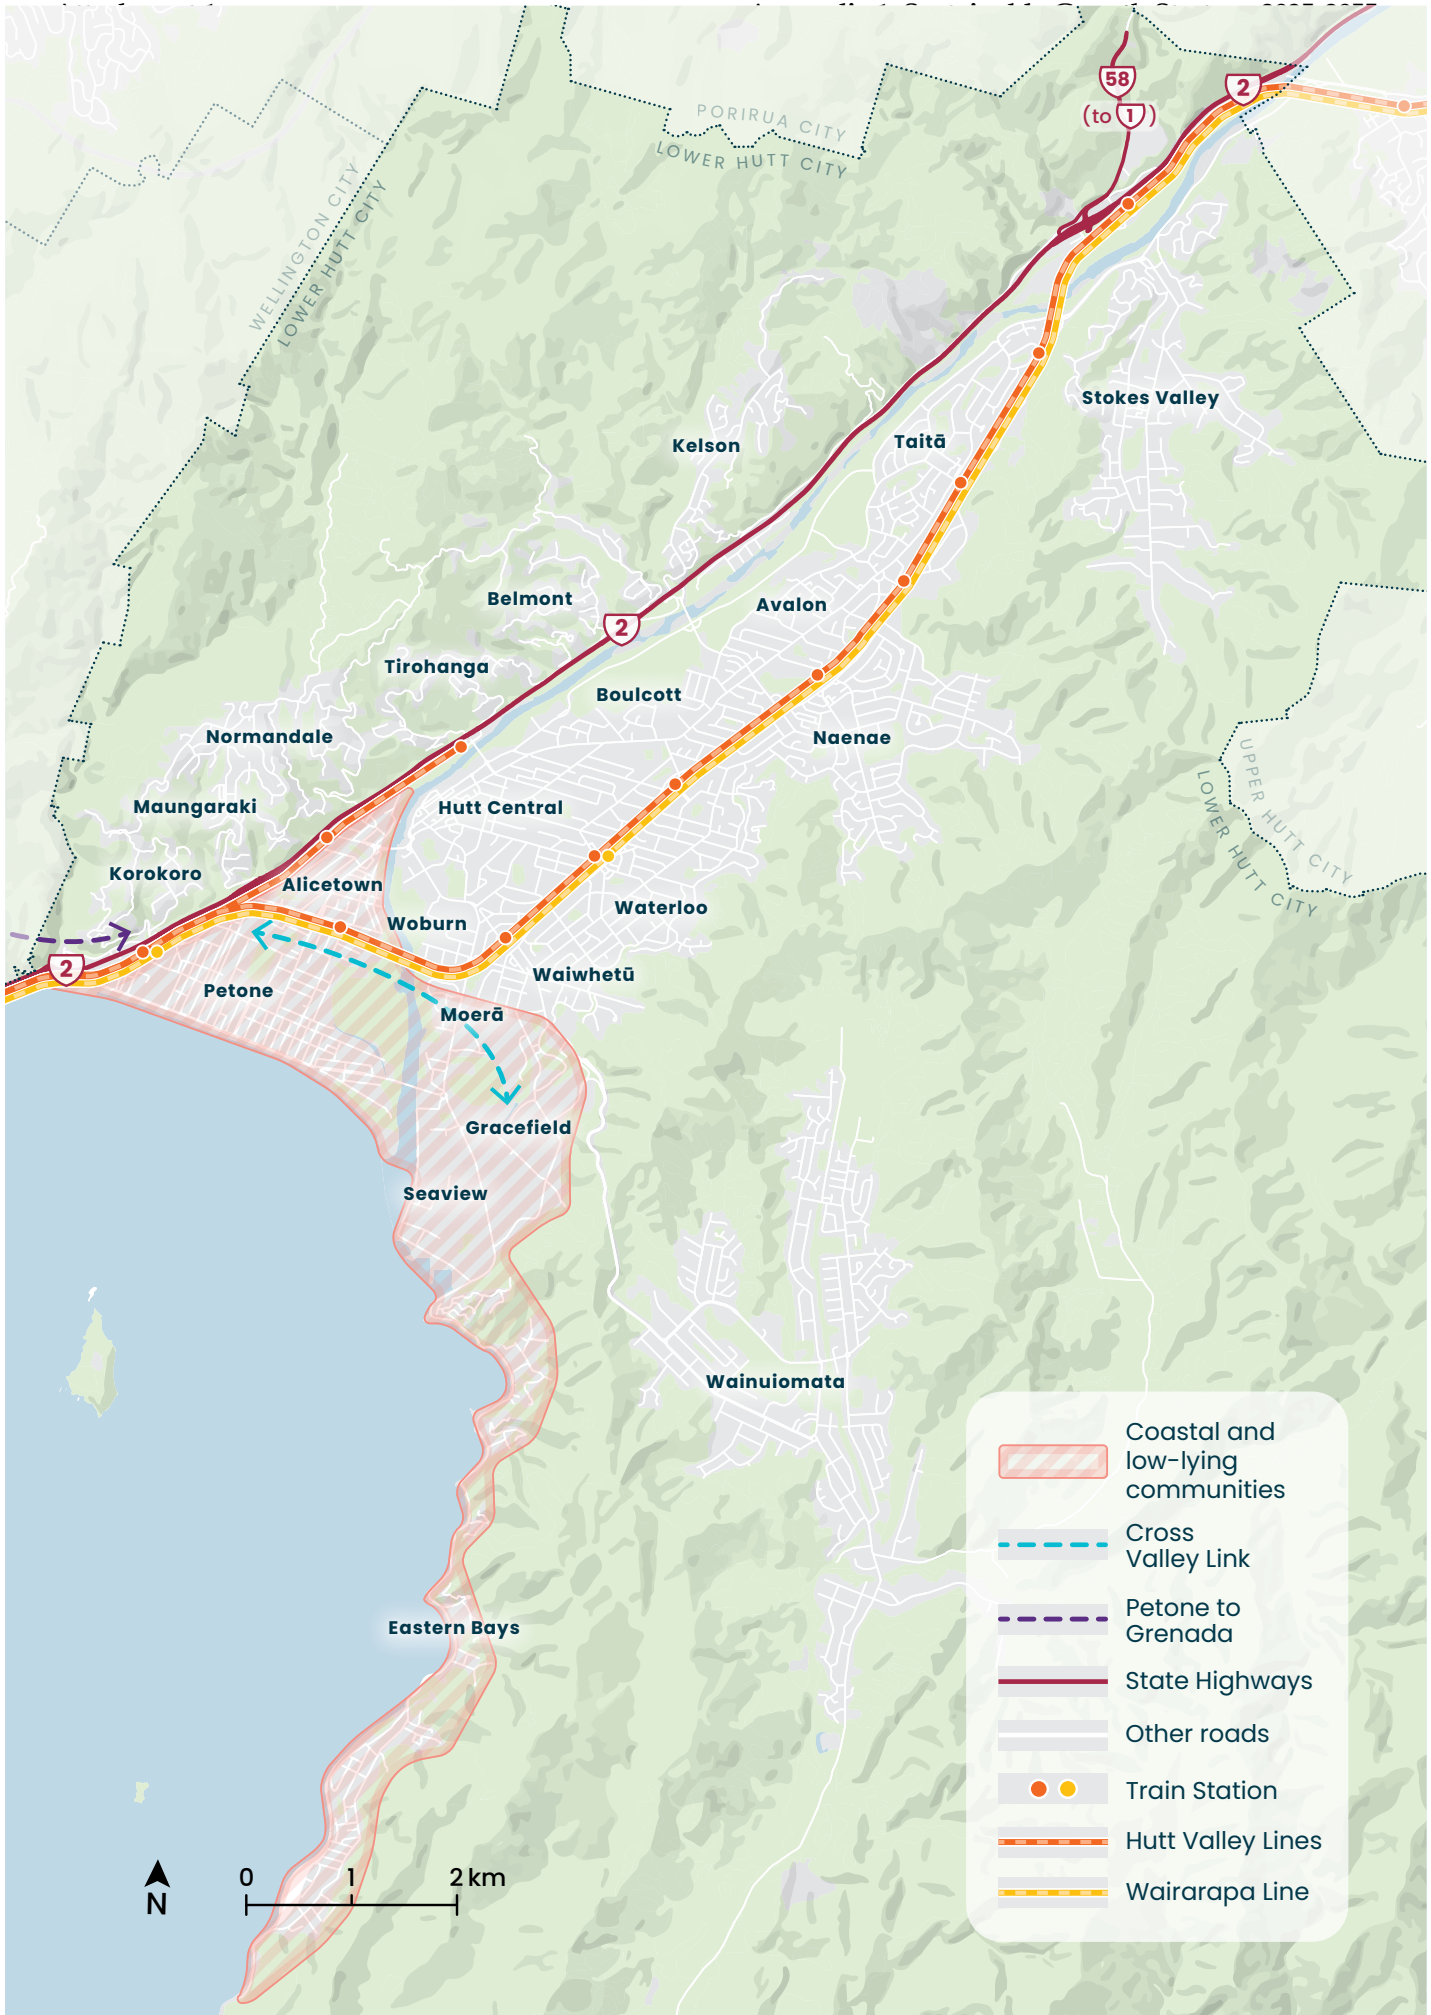 58
(to 1)
2
PORIRUA CITY
LOWER HUTT CITY
WELLINGTON CITY
LOWER HUTT CITY
Stokes Valley
Taitā
Kelson
Belmont
Avalon
2
Tirohanga
Boulcott
Normandale
Naenae
UPPER HUTT CITY
LOWER HUTT CITY
Maungaraki
Hutt Central
Korokoro
Alicetown
Waterloo
Woburn
2
Waiwhetū
Petone
Moerā
Gracefield
Seaview
Wainuiomata
Eastern Bays
Coastal and
low-lying
communities
Cross
Valley Link
Petone to
Grenada
State Highways
Other roads
Train Station
Hutt Valley Lines
Wairarapa Line
0 1 2 km
N